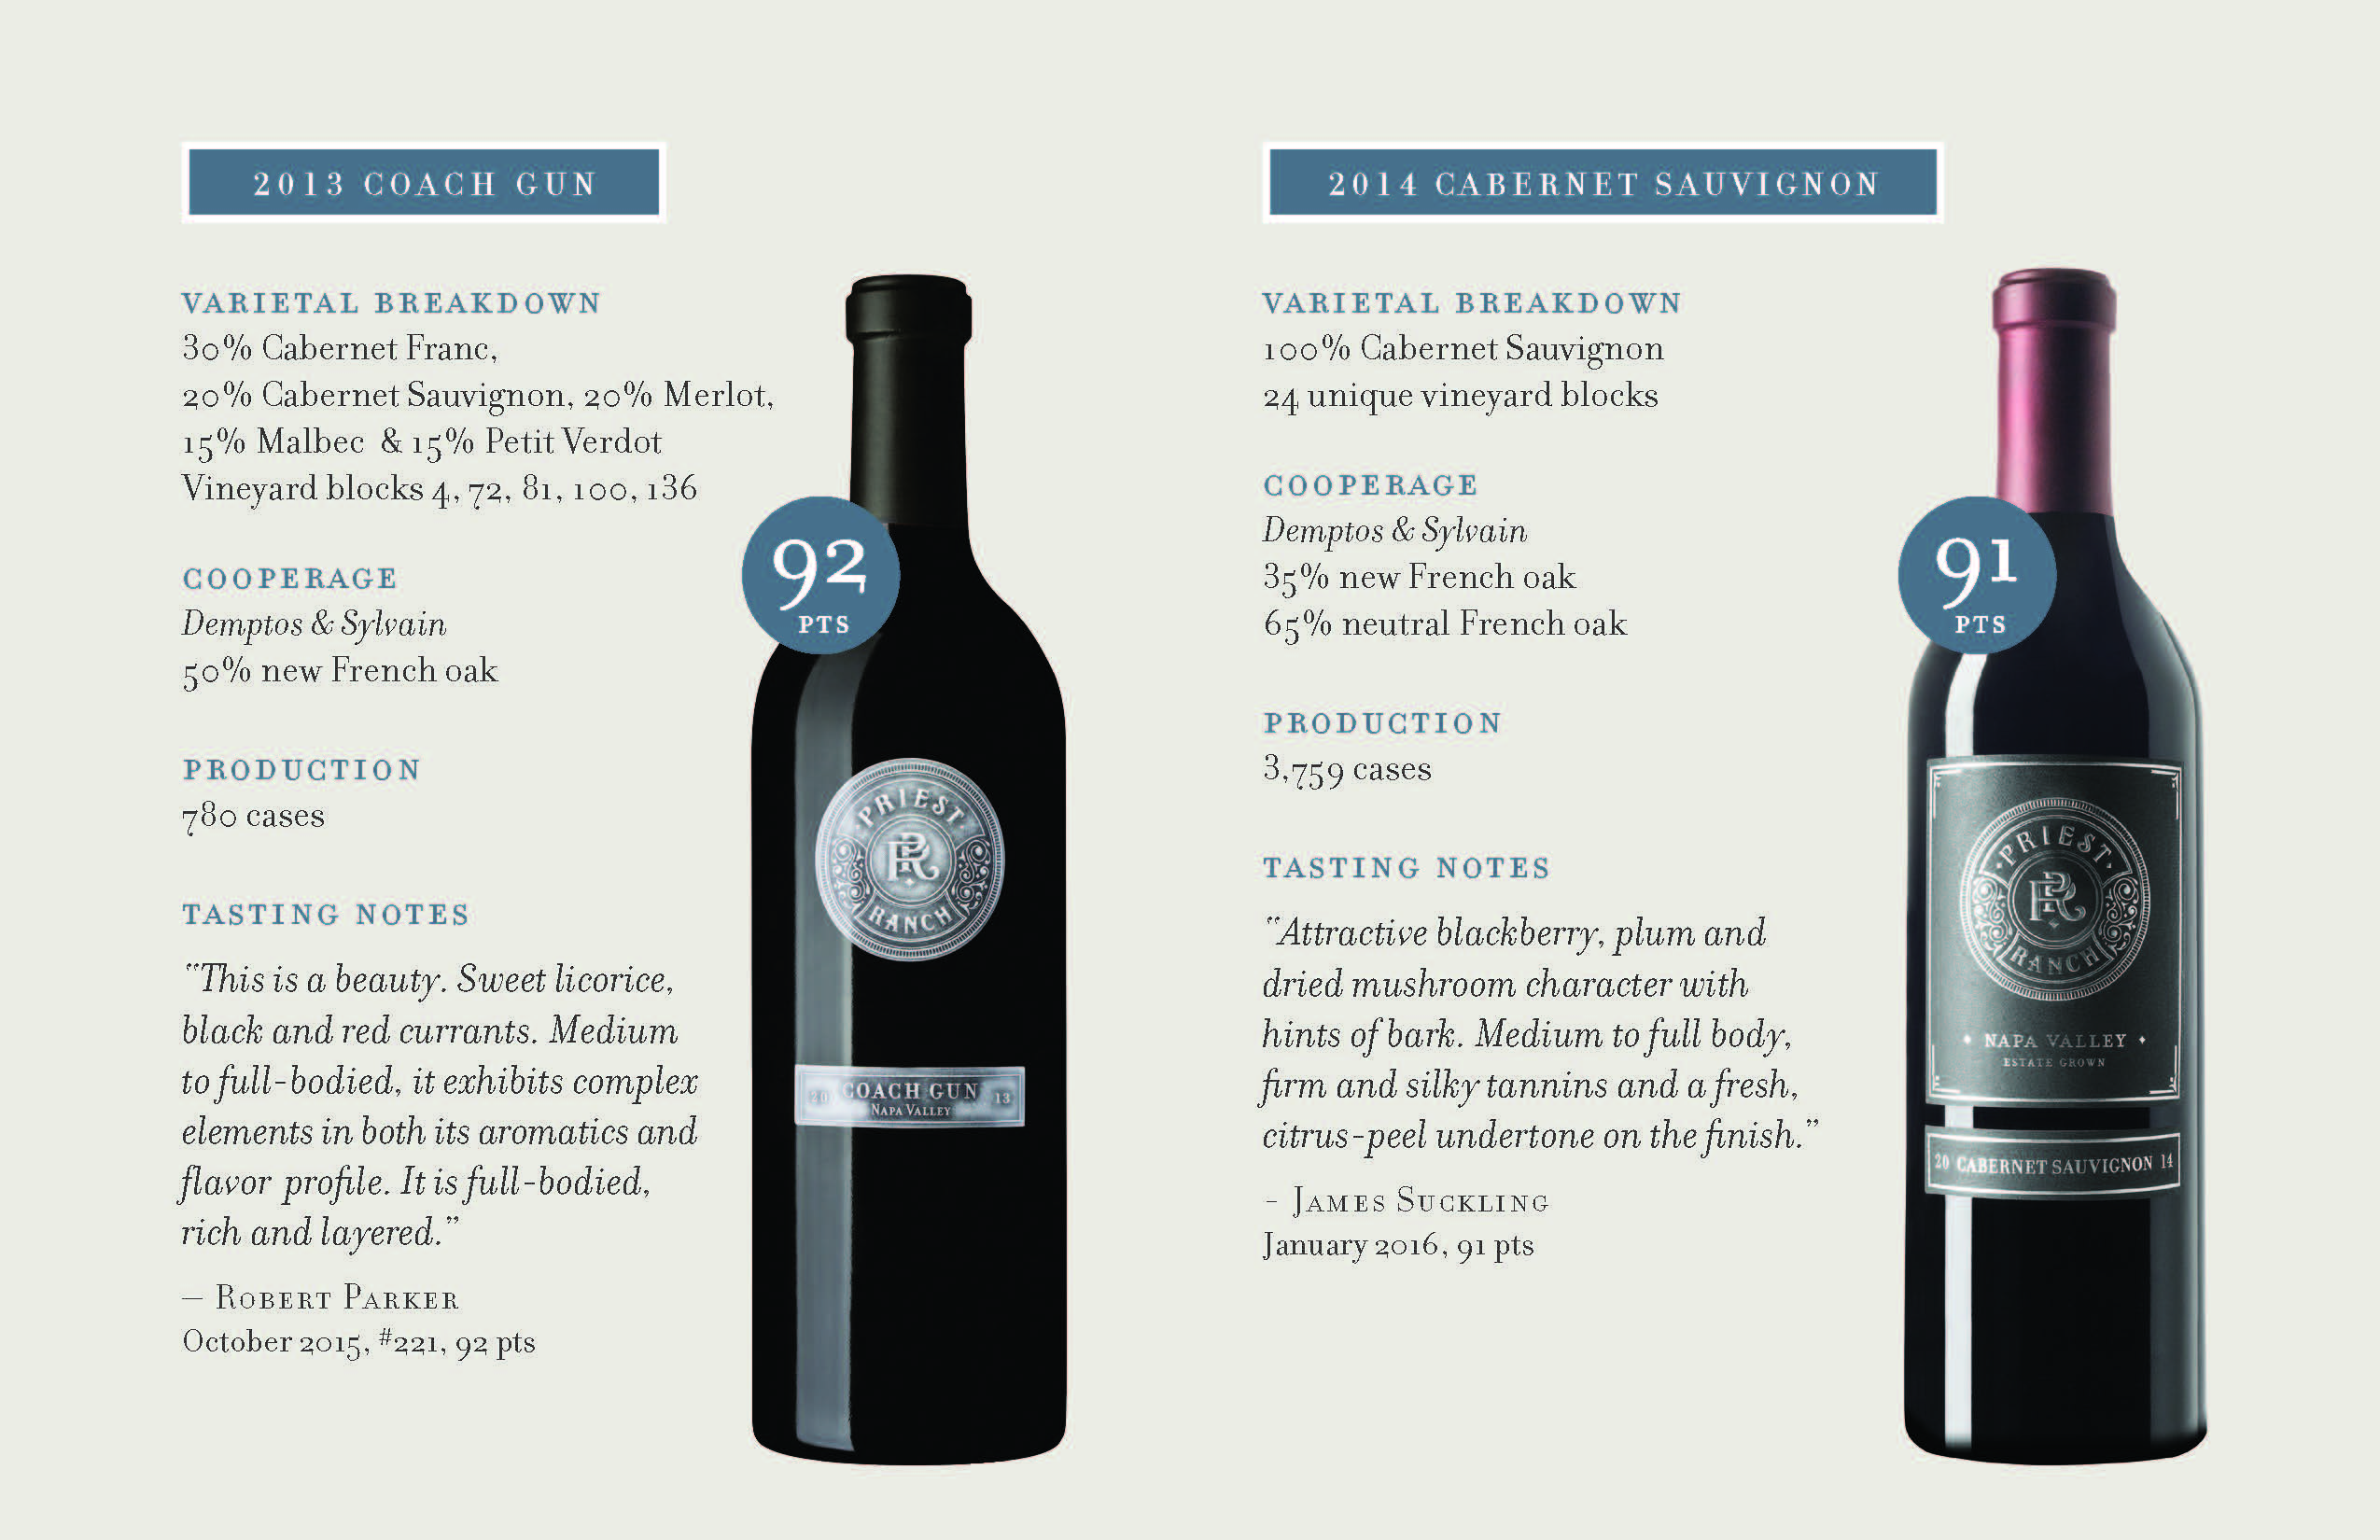 2013 COACH GUN
VARIETAL BREAKDOWN
30% Cabernet Franc,
20% Cabernet Sauvignon, 20% Merlot,
15% Malbec & 15% Petit Verdot
Vineyard blocks 4, 72, 81, 100, 136
COOPERAGE
Demptos & Sylvain
50% new French oak
PRODUCTION
780 cases
TASTING NOTES
“This is a beauty. Sweet licorice,
black and red currants. Medium
to full-bodied, it exhibits complex
elements in both its aromatics and
flavor profile. It is full-bodied,
rich and layered.”
– ROBERT PARKER
October 2015, #221, 92 pts
92
PTS
PRIEST
PR
RANCH
20 COACH GUN 13
NAPA VALLEY
2014 CABERNET SAUVIGNON
VARIETAL BREAKDOWN
100% Cabernet Sauvignon
24 unique vineyard blocks
COOPERAGE
Demptos & Sylvain
35% new French oak
65% neutral French oak
PRODUCTION
3,759 cases
TASTING NOTES
“Attractive blackberry, plum and
dried mushroom character with
hints of bark. Medium to full body,
firm and silky tannins and a fresh,
citrus-peel undertone on the finish.”
- JAMES SUCKLING
January 2016, 91 pts
91
PTS
PRIEST
PR
RANCH
NAPA VALLEY
ESTATE GROWN
20 CABERNET SAUVIGNON 14